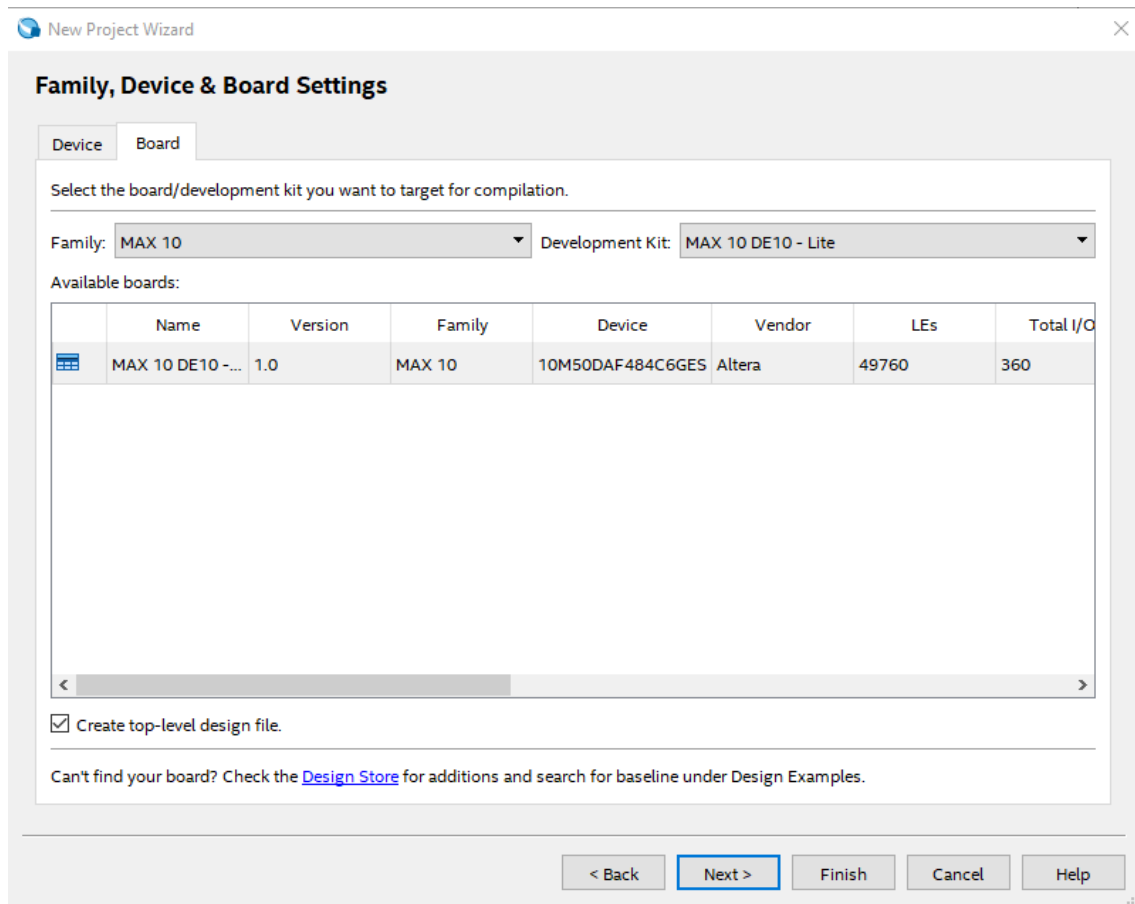 New Project Wizard
Family, Device & Board Settings
Device Board
Select the board/development kit you want to target for compilation.
Family: MAX 10 Development Kit: MAX 10 DE10 - Lite
Available boards:
Name Version Family Device Vendor LEs Total I/O
MAX 10 DE10 -... 1.0 MAX 10 10M50DAF484C6GES Altera 49760 360
Create top-level design file.
Can't find your board? Check the Design Store for additions and search for baseline under Design Examples.
< Back Next > Finish Cancel Help